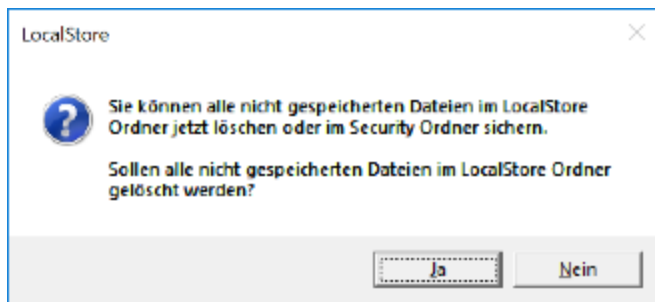 LocalStore
Sie können alle nicht gespeicherten Dateien im LocalStore
Ordner jetzt löschen oder im Security Ordner sichern.
Sollen alle nicht gespeicherten Dateien im LocalStore Ordner
gelöscht werden?
Ja
Nein